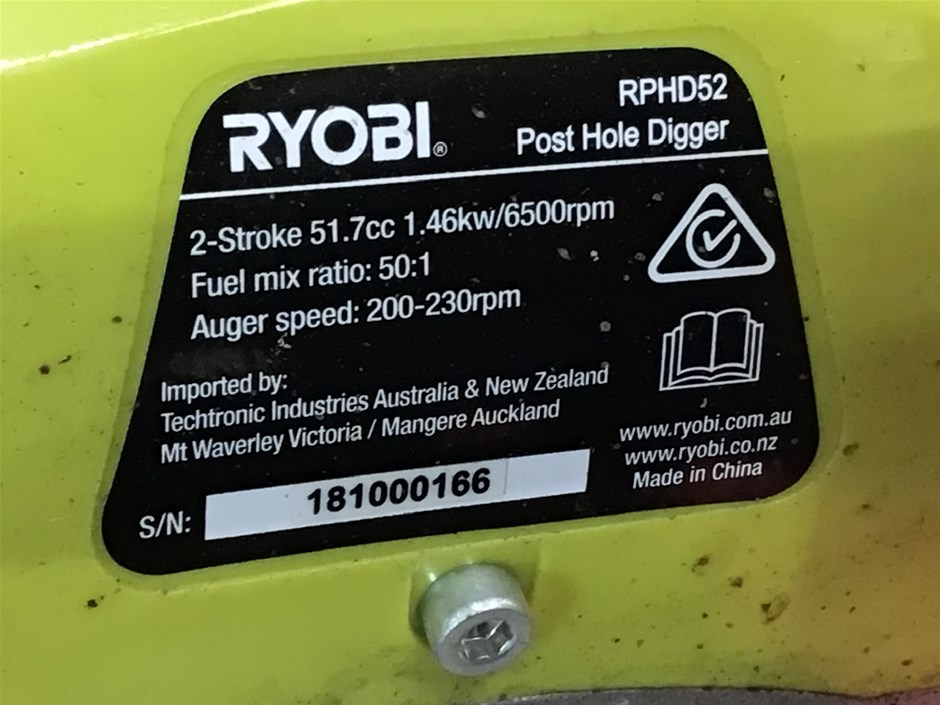 RYOBI®
RPHD52
Post Hole Digger
2-Stroke 51.7cc 1.46kw/6500rpm
Fuel mix ratio: 50:1
Auger speed: 200-230rpm
Imported by:
Techtronic Industries Australia & New Zealand
Mt Waverley Victoria / Mangere Auckland
www.ryobi.com.au
www.ryobi.co.nz
Made in China
S/N: 181000166